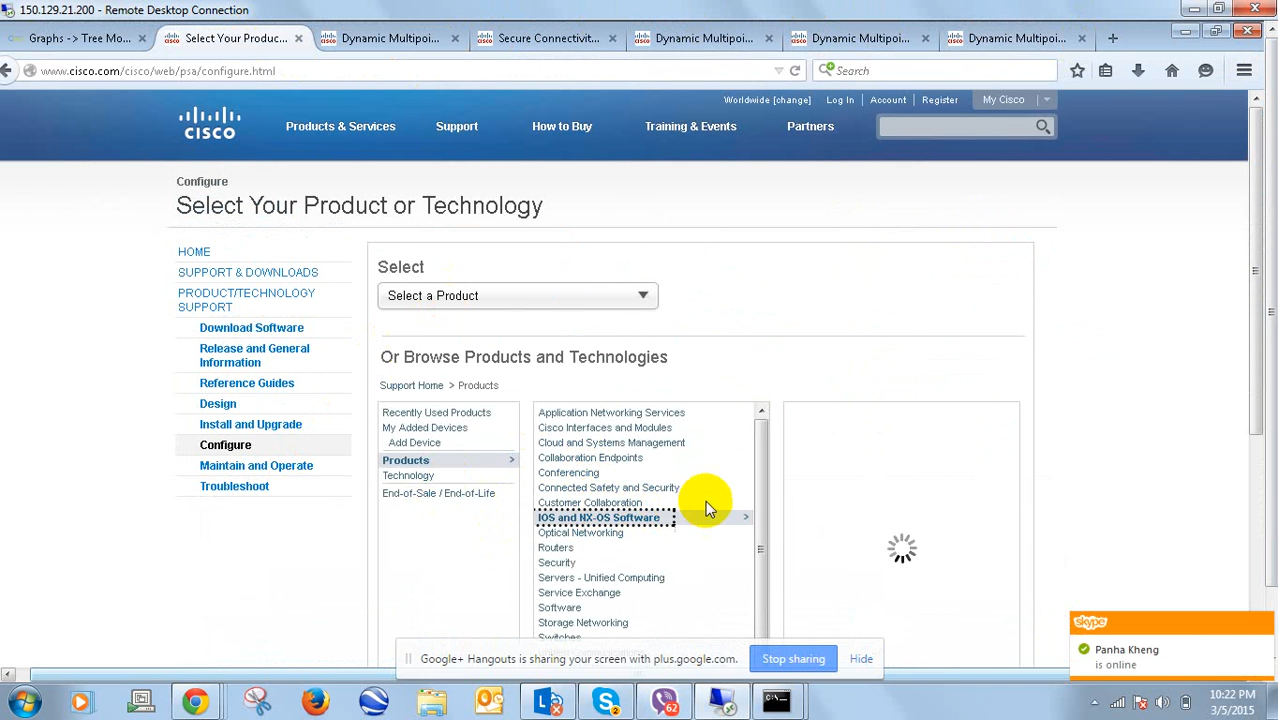 150.129.21.200 - Remote Desktop Connection
Graphs -> Tree Mo...
Select Your Produc...
Dynamic Multipoi...
Secure Connectivi...
Dynamic Multipoi...
Dynamic Multipoi...
Dynamic Multipoi...
www.cisco.com/cisco/web/psa/configure.html
Search
Worldwide [change]
Log In
Account
Register
My Cisco
CISCO
Products & Services
Support
How to Buy
Training & Events
Partners
Configure
Select Your Product or Technology
HOME
SUPPORT & DOWNLOADS
PRODUCT/TECHNOLOGY
SUPPORT
Download Software
Release and General
Information
Reference Guides
Design
Install and Upgrade
Configure
Maintain and Operate
Troubleshoot
Select
Select a Product
Or Browse Products and Technologies
Support Home > Products
Recently Used Products
My Added Devices
Add Device
Products >
Technology
End-of-Sale / End-of-Life
Application Networking Services
Cisco Interfaces and Modules
Cloud and Systems Management
Collaboration Endpoints
Conferencing
Connected Safety and Security
Customer Collaboration
IOS and NX-OS Software >
Optical Networking
Routers
Security
Servers - Unified Computing
Service Exchange
Software
Storage Networking
Switches
Google+ Hangouts is sharing your screen with plus.google.com.
Stop sharing
Hide
skype
Panha Kheng
is online
2
62
10:22 PM
3/5/2015